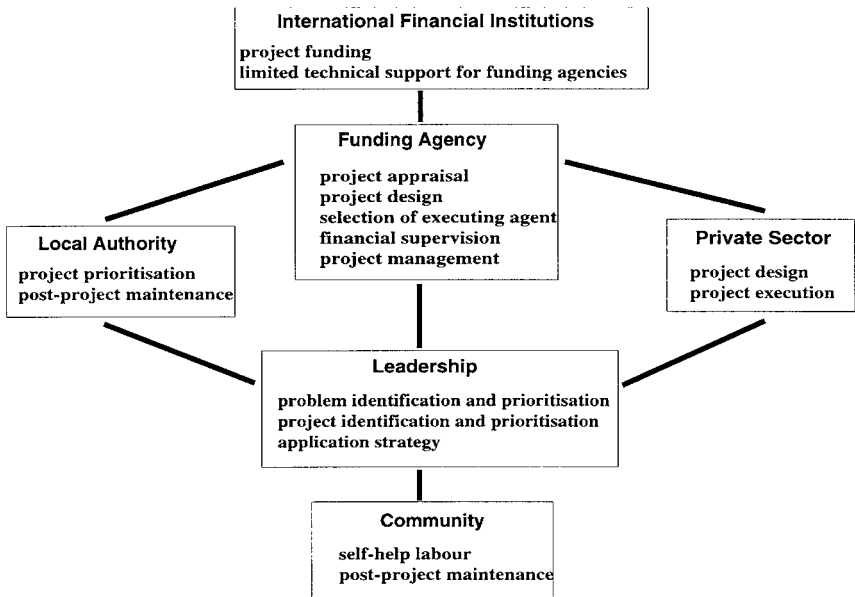 International Financial Institutions
project funding
limited technical support for funding agencies
Funding Agency
project appraisal
project design
selection of executing agent
financial supervision
project management
Local Authority
project prioritisation
post-project maintenance
Private Sector
project design
project execution
Leadership
problem identification and prioritisation
project identification and prioritisation
application strategy
Community
self-help labour
post-project maintenance